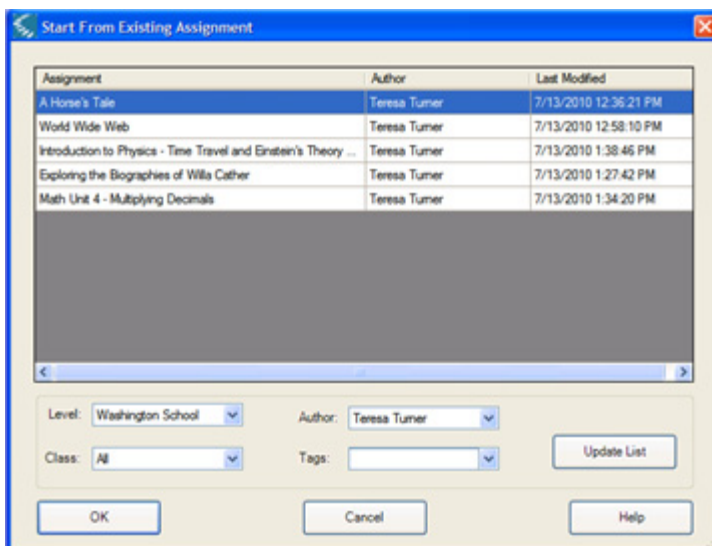 Start From Existing Assignment
Assignment Author Last Modified
A Horse's Tale Teresa Turner 7/13/2010 12:36:21 PM
World Wide Web Teresa Turner 7/13/2010 12:58:10 PM
Introduction to Physics - Time Travel and Einstein's Theory ... Teresa Turner 7/13/2010 1:38:46 PM
Exploring the Biographies of Willa Cather Teresa Turner 7/13/2010 1:27:42 PM
Math Unit 4 - Multiplying Decimals Teresa Turner 7/13/2010 1:34:20 PM
Level: Washington School Author: Teresa Turner
Class: All Tags: Update List
OK Cancel Help